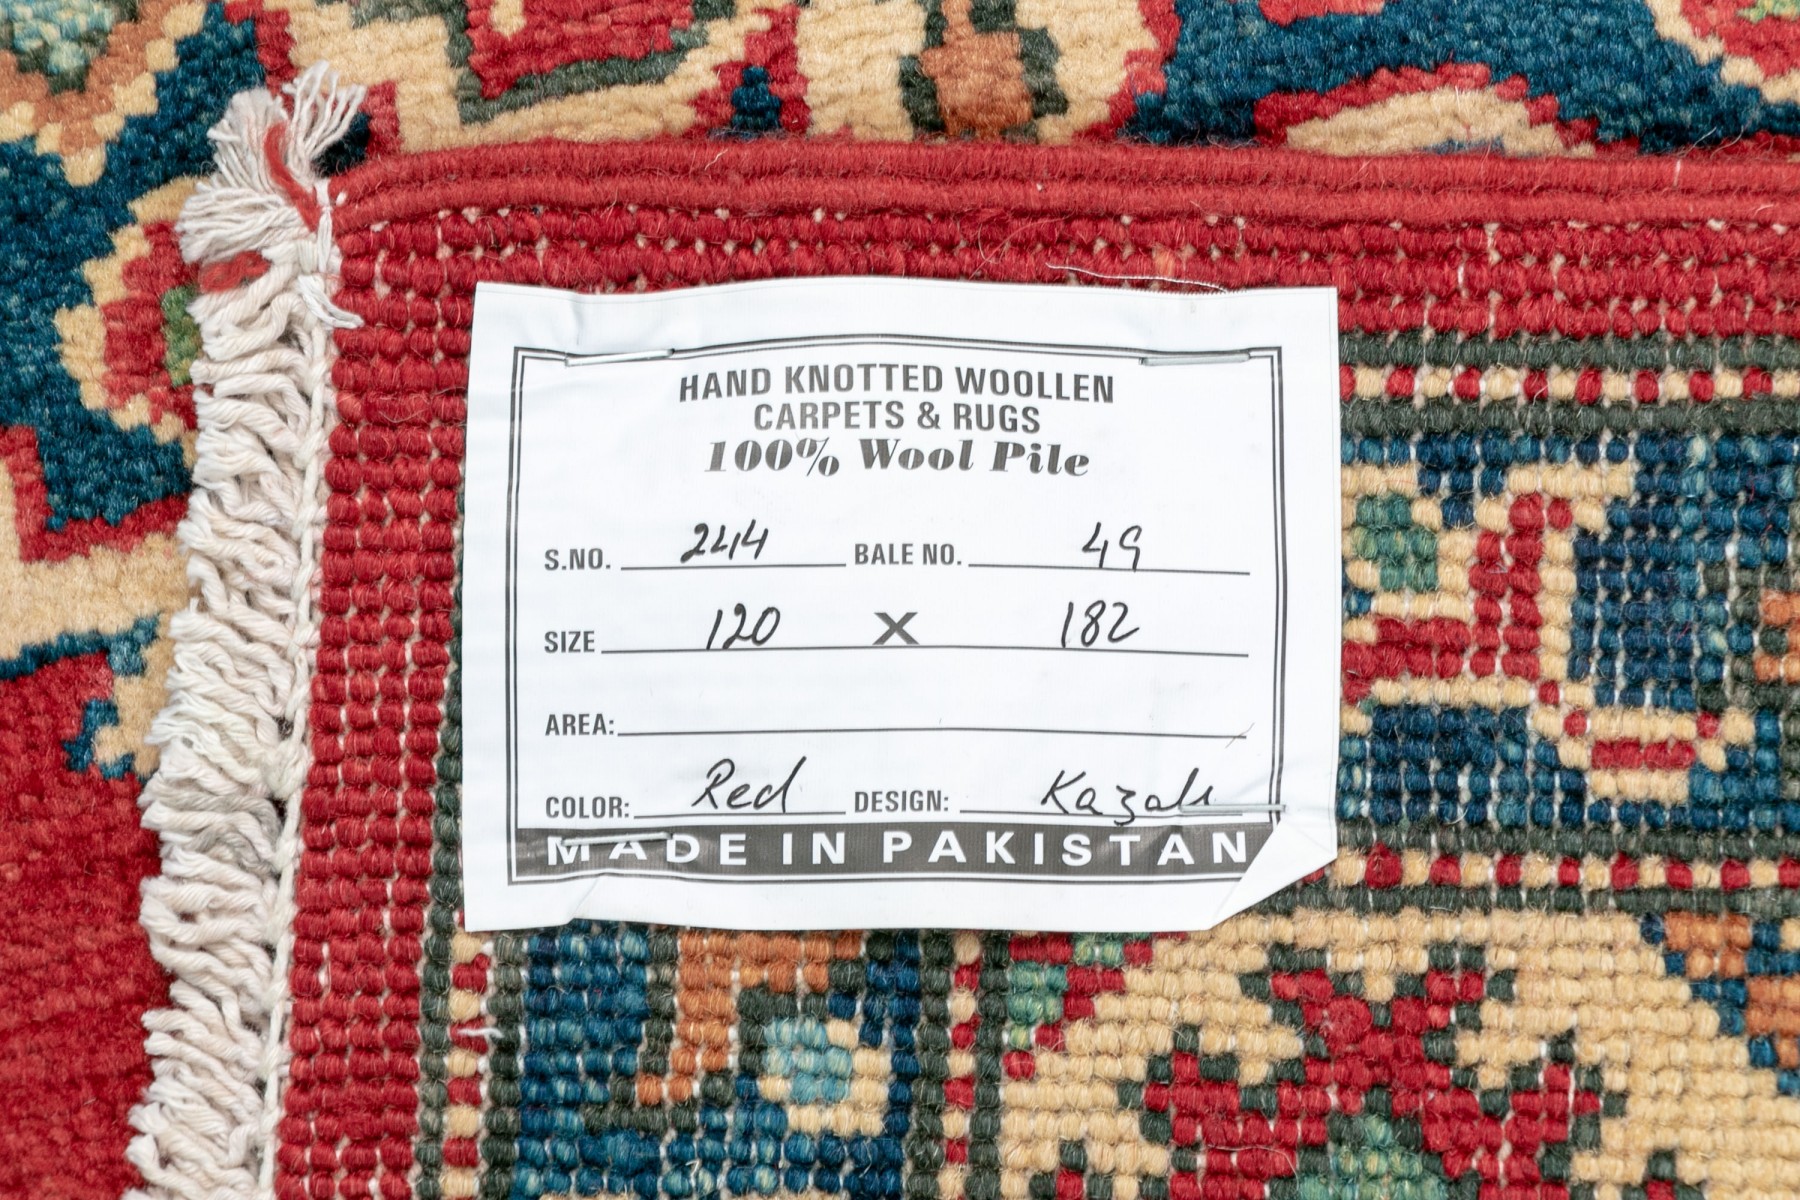 HAND KNOTTED WOOLLEN
CARPETS & RUGS
100% Wool Pile
S.NO. 244 BALE NO. 49
SIZE 120 X 182
AREA:
COLOR: Red DESIGN: Kazak
MADE IN PAKISTAN